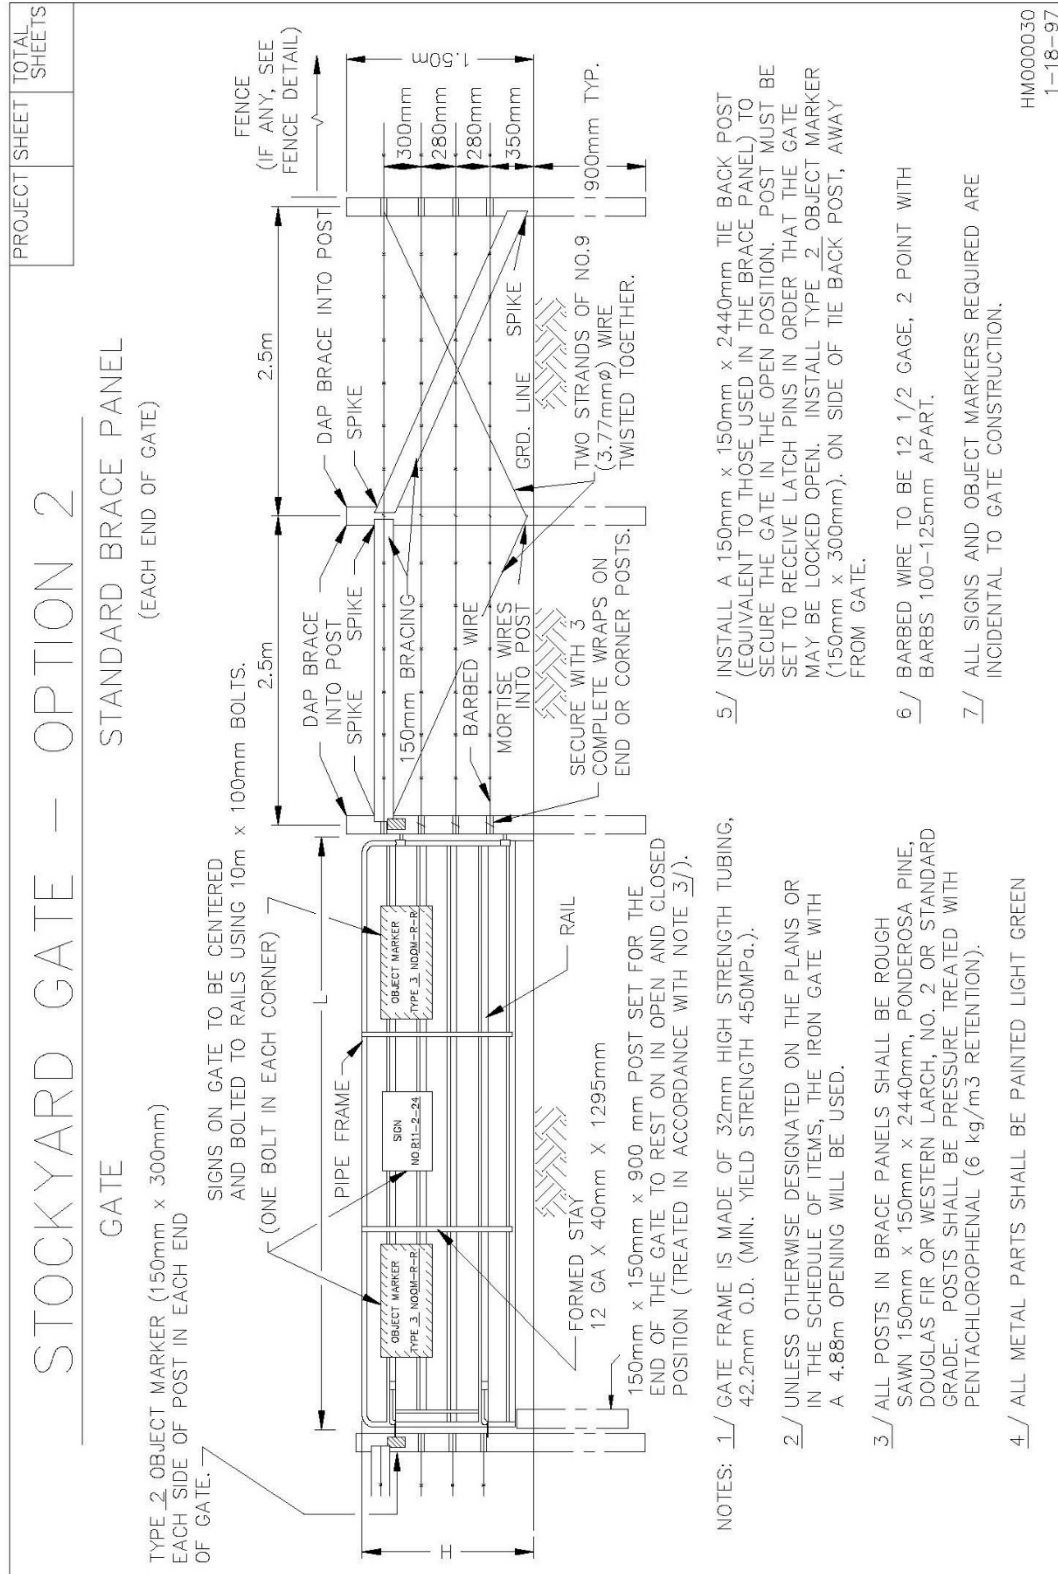 PROJECT SHEET TOTAL
SHEETS
STOCKYARD GATE – OPTION 2
GATE
STANDARD BRACE PANEL
(EACH END OF GATE)
TYPE 2 OBJECT MARKER (150mm x 300mm)
EACH SIDE OF POST IN EACH END
OF GATE.
SIGNS ON GATE TO BE CENTERED
AND BOLTED TO RAILS USING 10m x 100mm BOLTS.
(ONE BOLT IN EACH CORNER)
PIPE FRAME
L
H
OBJECT MARKER
TYPE 3 NOOM-R-R
SIGN
NO.R11-2-24
OBJECT MARKER
TYPE 3 NOOM-R-R
RAIL
FORMED STAY
12 GA X 40mm X 1295mm
150mm x 150mm x 900 mm POST SET FOR THE
END OF THE GATE TO REST ON IN OPEN AND CLOSED
POSITION (TREATED IN ACCORDANCE WITH NOTE 3/).
2.5m
2.5m
DAP BRACE
INTO POST
SPIKE
SPIKE
DAP BRACE INTO POST
SPIKE
150mm BRACING
BARBED WIRE
MORTISE WIRES
INTO POST
SECURE WITH 3
COMPLETE WRAPS ON
END OR CORNER POSTS.
GRD. LINE
SPIKE
TWO STRANDS OF NO.9
(3.77mmø) WIRE
TWISTED TOGETHER.
FENCE
(IF ANY, SEE
FENCE DETAIL)
1.50m
300mm
280mm
280mm
350mm
900mm TYP.
NOTES: 1/ GATE FRAME IS MADE OF 32mm HIGH STRENGTH TUBING,
42.2mm O.D. (MIN. YIELD STRENGTH 450MPa.).
2/ UNLESS OTHERWISE DESIGNATED ON THE PLANS OR
IN THE SCHEDULE OF ITEMS, THE IRON GATE WITH
A 4.88m OPENING WILL BE USED.
3/ ALL POSTS IN BRACE PANELS SHALL BE ROUGH
SAWN 150mm x 150mm x 2440mm, PONDEROSA PINE,
DOUGLAS FIR OR WESTERN LARCH, NO. 2 OR STANDARD
GRADE. POSTS SHALL BE PRESSURE TREATED WITH
PENTACHLOROPHENAL (6 kg/m3 RETENTION).
4/ ALL METAL PARTS SHALL BE PAINTED LIGHT GREEN
5/ INSTALL A 150mm x 150mm x 2440mm TIE BACK POST
(EQUIVALENT TO THOSE USED IN THE BRACE PANEL) TO
SECURE THE GATE IN THE OPEN POSITION. POST MUST BE
SET TO RECEIVE LATCH PINS IN ORDER THAT THE GATE
MAY BE LOCKED OPEN. INSTALL TYPE 2 OBJECT MARKER
(150mm x 300mm). ON SIDE OF TIE BACK POST, AWAY
FROM GATE.
6/ BARBED WIRE TO BE 12 1/2 GAGE, 2 POINT WITH
BARBS 100-125mm APART.
7/ ALL SIGNS AND OBJECT MARKERS REQUIRED ARE
INCIDENTAL TO GATE CONSTRUCTION.
HM000030
1-18-97